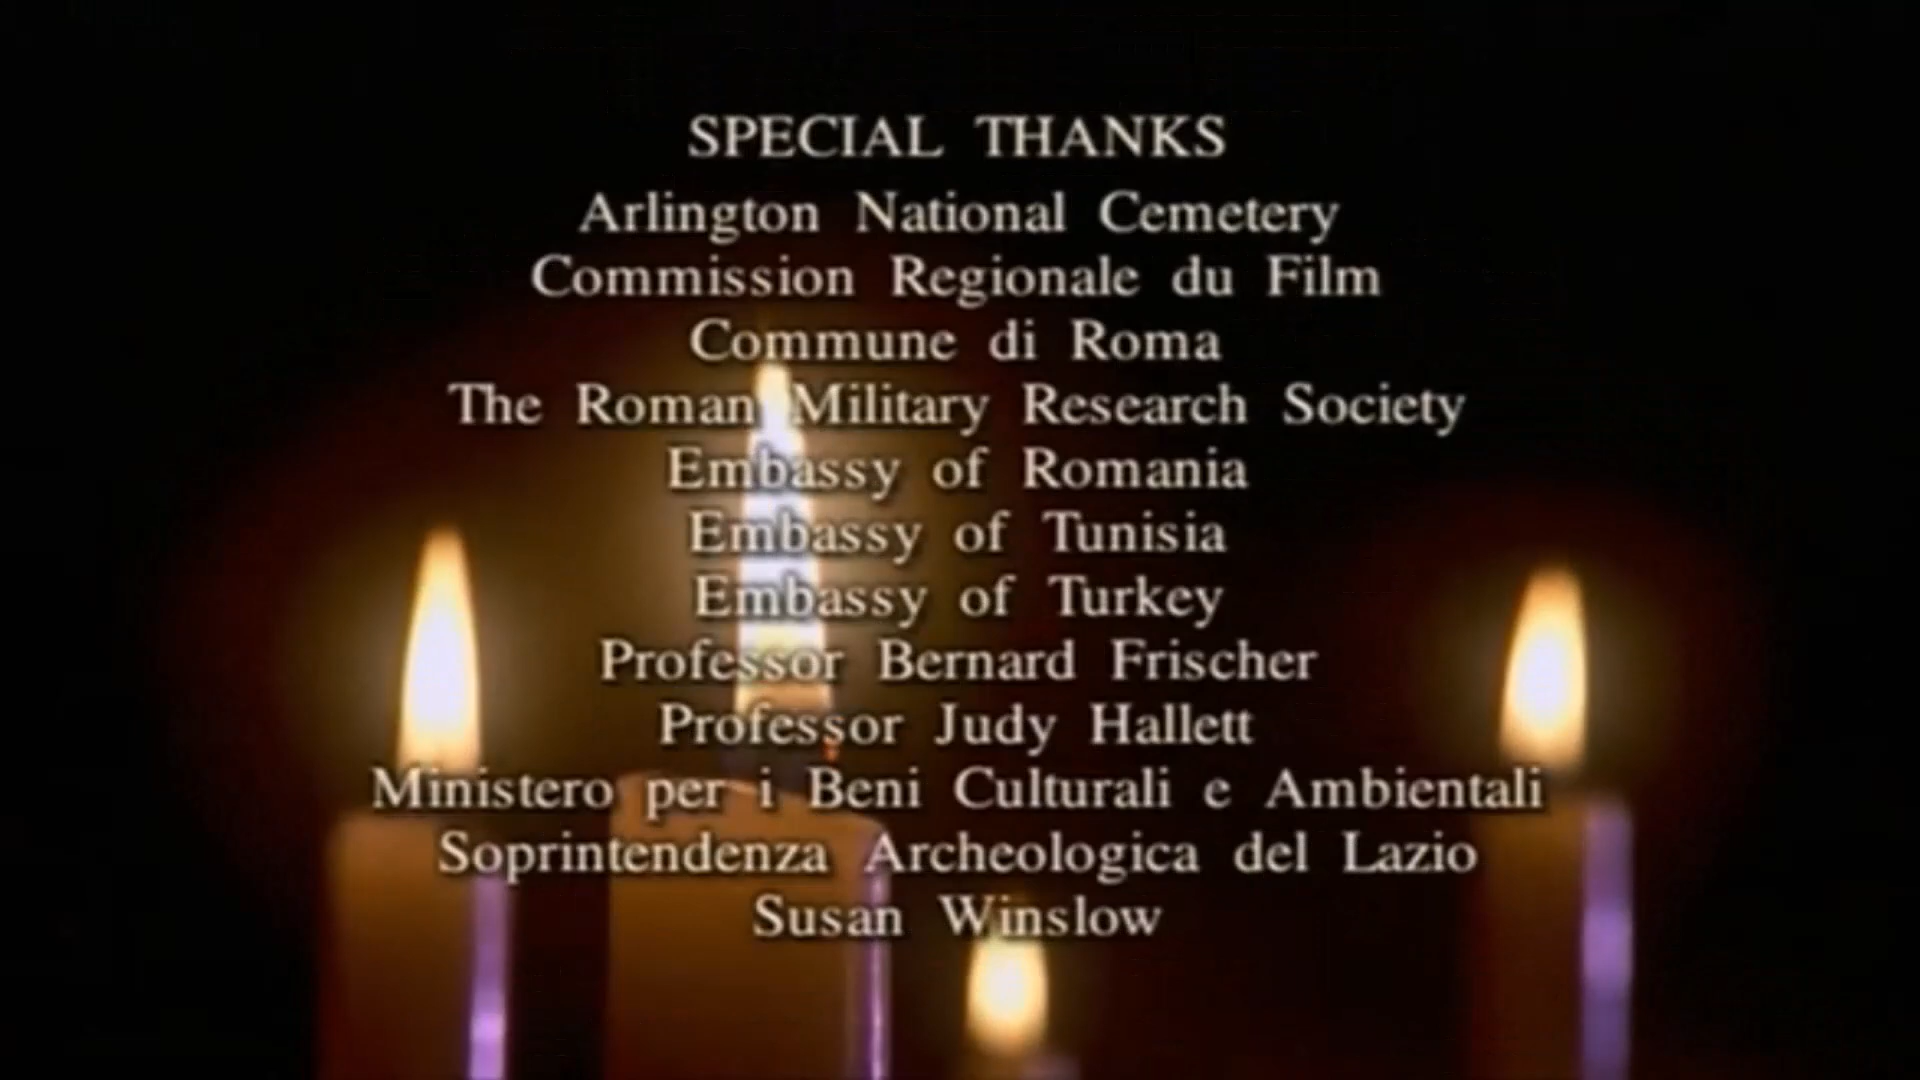 SPECIAL THANKS
Arlington National Cemetery
Commission Regionale du Film
Commune di Roma
The Roman Military Research Society
Embassy of Romania
Embassy of Tunisia
Embassy of Turkey
Professor Bernard Frischer
Professor Judy Hallett
Ministero per i Beni Culturali e Ambientali
Soprintendenza Archeologica del Lazio
Susan Winslow